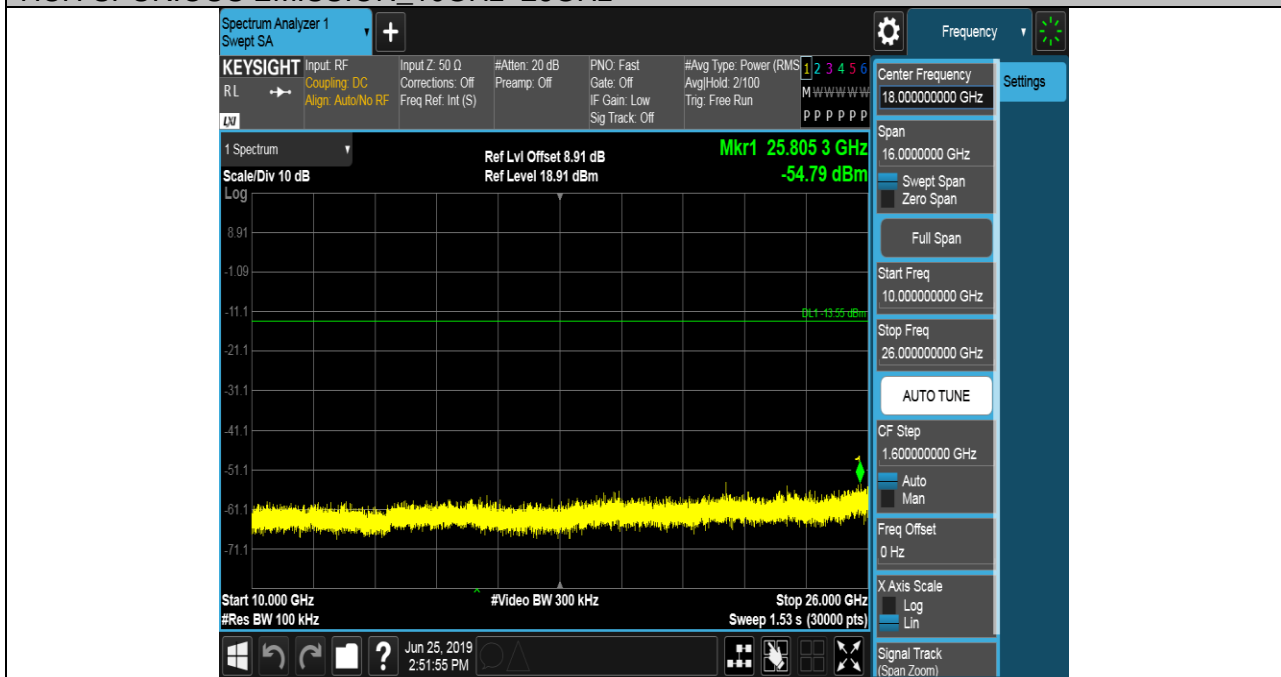 Spectrum Analyzer 1
Swept SA
+
Frequency
KEYSIGHT
RL
LXI
Input: RF
Coupling: DC
Align: Auto/No RF
Input Z: 50 Ω
Corrections: Off
Freq Ref: Int (S)
#Atten: 20 dB
Preamp: Off
PNO: Fast
Gate: Off
IF Gain: Low
Sig Track: Off
#Avg Type: Power (RMS
Avg|Hold: 2/100
Trig: Free Run
1 2 3 4 5 6
M W W W W W
P P P P P P
1 Spectrum
Scale/Div 10 dB
Ref Lvl Offset 8.91 dB
Ref Level 18.91 dBm
Mkr1 25.805 3 GHz
-54.79 dBm
Log
8.91
-1.09
-11.1
DL1 -13.55 dBm
-21.1
-31.1
-41.1
-51.1
1
-61.1
-71.1
Start 10.000 GHz
#Res BW 100 kHz
#Video BW 300 kHz
Stop 26.000 GHz
Sweep 1.53 s (30000 pts)
?
Jun 25, 2019
2:51:55 PM
Center Frequency
18.000000000 GHz
Span
16.0000000 GHz
Swept Span
Zero Span
Full Span
Start Freq
10.000000000 GHz
Stop Freq
26.000000000 GHz
AUTO TUNE
CF Step
1.600000000 GHz
Auto
Man
Freq Offset
0 Hz
X Axis Scale
Log
Lin
Signal Track
(Span Zoom)
Settings